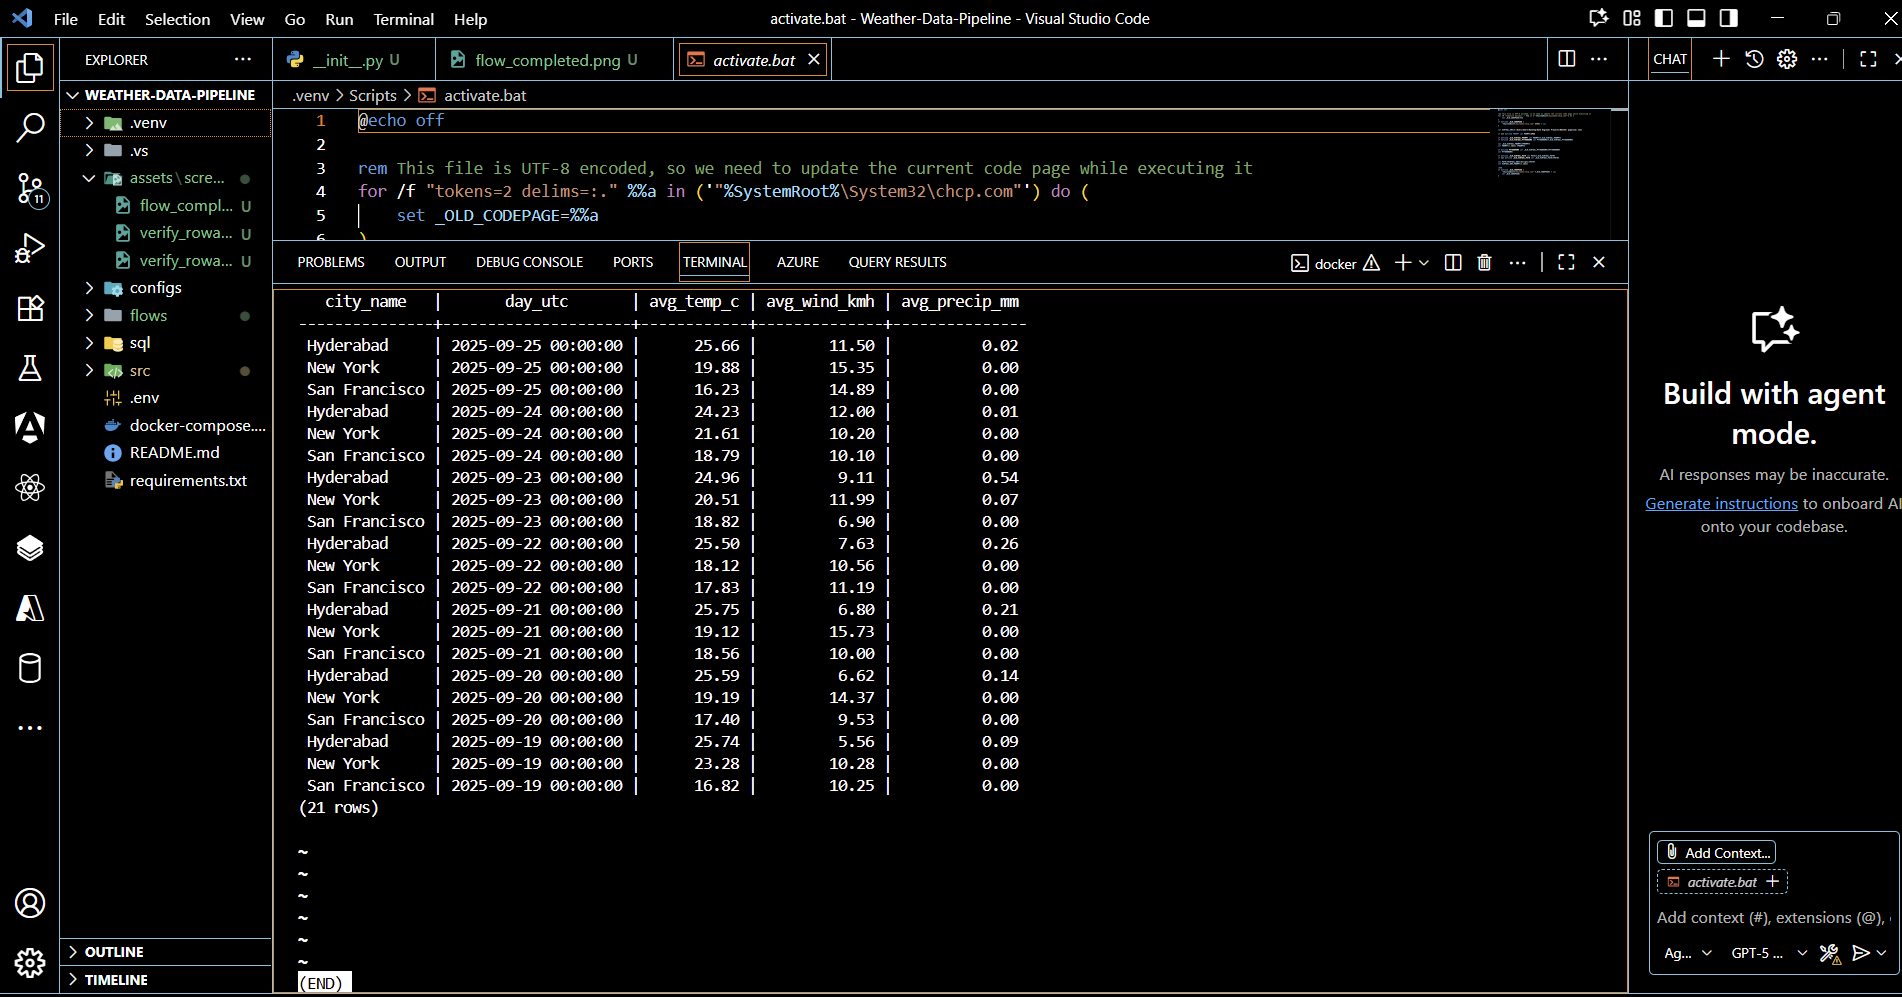 File Edit Selection View Go Run Terminal Help
activate.bat - Weather-Data-Pipeline - Visual Studio Code
EXPLORER
WEATHER-DATA-PIPELINE
.venv
.vs
assets\scre...
flow_compl... U
verify_rowa... U
verify_rowa... U
configs
flows
sql
src
.env
docker-compose....
README.md
requirements.txt
11
OUTLINE
TIMELINE
__init__.py U
flow_completed.png U
activate.bat
.venv > Scripts > activate.bat
1 @echo off
2
3 rem This file is UTF-8 encoded, so we need to update the current code page while executing it
4 for /f "tokens=2 delims=:." %%a in ('"%SystemRoot%\System32\chcp.com"') do (
5 set _OLD_CODEPAGE=%%a
6 )
PROBLEMS OUTPUT DEBUG CONSOLE PORTS TERMINAL AZURE QUERY RESULTS
docker
city_name | day_utc | avg_temp_c | avg_wind_kmh | avg_precip_mm
---------------+---------------------+------------+--------------+---------------
Hyderabad | 2025-09-25 00:00:00 | 25.66 | 11.50 | 0.02
New York | 2025-09-25 00:00:00 | 19.88 | 15.35 | 0.00
San Francisco | 2025-09-25 00:00:00 | 16.23 | 14.89 | 0.00
Hyderabad | 2025-09-24 00:00:00 | 24.23 | 12.00 | 0.01
New York | 2025-09-24 00:00:00 | 21.61 | 10.20 | 0.00
San Francisco | 2025-09-24 00:00:00 | 18.79 | 10.10 | 0.00
Hyderabad | 2025-09-23 00:00:00 | 24.96 | 9.11 | 0.54
New York | 2025-09-23 00:00:00 | 20.51 | 11.99 | 0.07
San Francisco | 2025-09-23 00:00:00 | 18.82 | 6.90 | 0.00
Hyderabad | 2025-09-22 00:00:00 | 25.50 | 7.63 | 0.26
New York | 2025-09-22 00:00:00 | 18.12 | 10.56 | 0.00
San Francisco | 2025-09-22 00:00:00 | 17.83 | 11.19 | 0.00
Hyderabad | 2025-09-21 00:00:00 | 25.75 | 6.80 | 0.21
New York | 2025-09-21 00:00:00 | 19.12 | 15.73 | 0.00
San Francisco | 2025-09-21 00:00:00 | 18.56 | 10.00 | 0.00
Hyderabad | 2025-09-20 00:00:00 | 25.59 | 6.62 | 0.14
New York | 2025-09-20 00:00:00 | 19.19 | 14.37 | 0.00
San Francisco | 2025-09-20 00:00:00 | 17.40 | 9.53 | 0.00
Hyderabad | 2025-09-19 00:00:00 | 25.74 | 5.56 | 0.09
New York | 2025-09-19 00:00:00 | 23.28 | 10.28 | 0.00
San Francisco | 2025-09-19 00:00:00 | 16.82 | 10.25 | 0.00
(21 rows)
~
~
~
~
~
~
(END)
CHAT
Build with agent
mode.
AI responses may be inaccurate.
Generate instructions to onboard AI
onto your codebase.
Add Context...
activate.bat
Add context (#), extensions (@),
Ag... GPT-5 ...